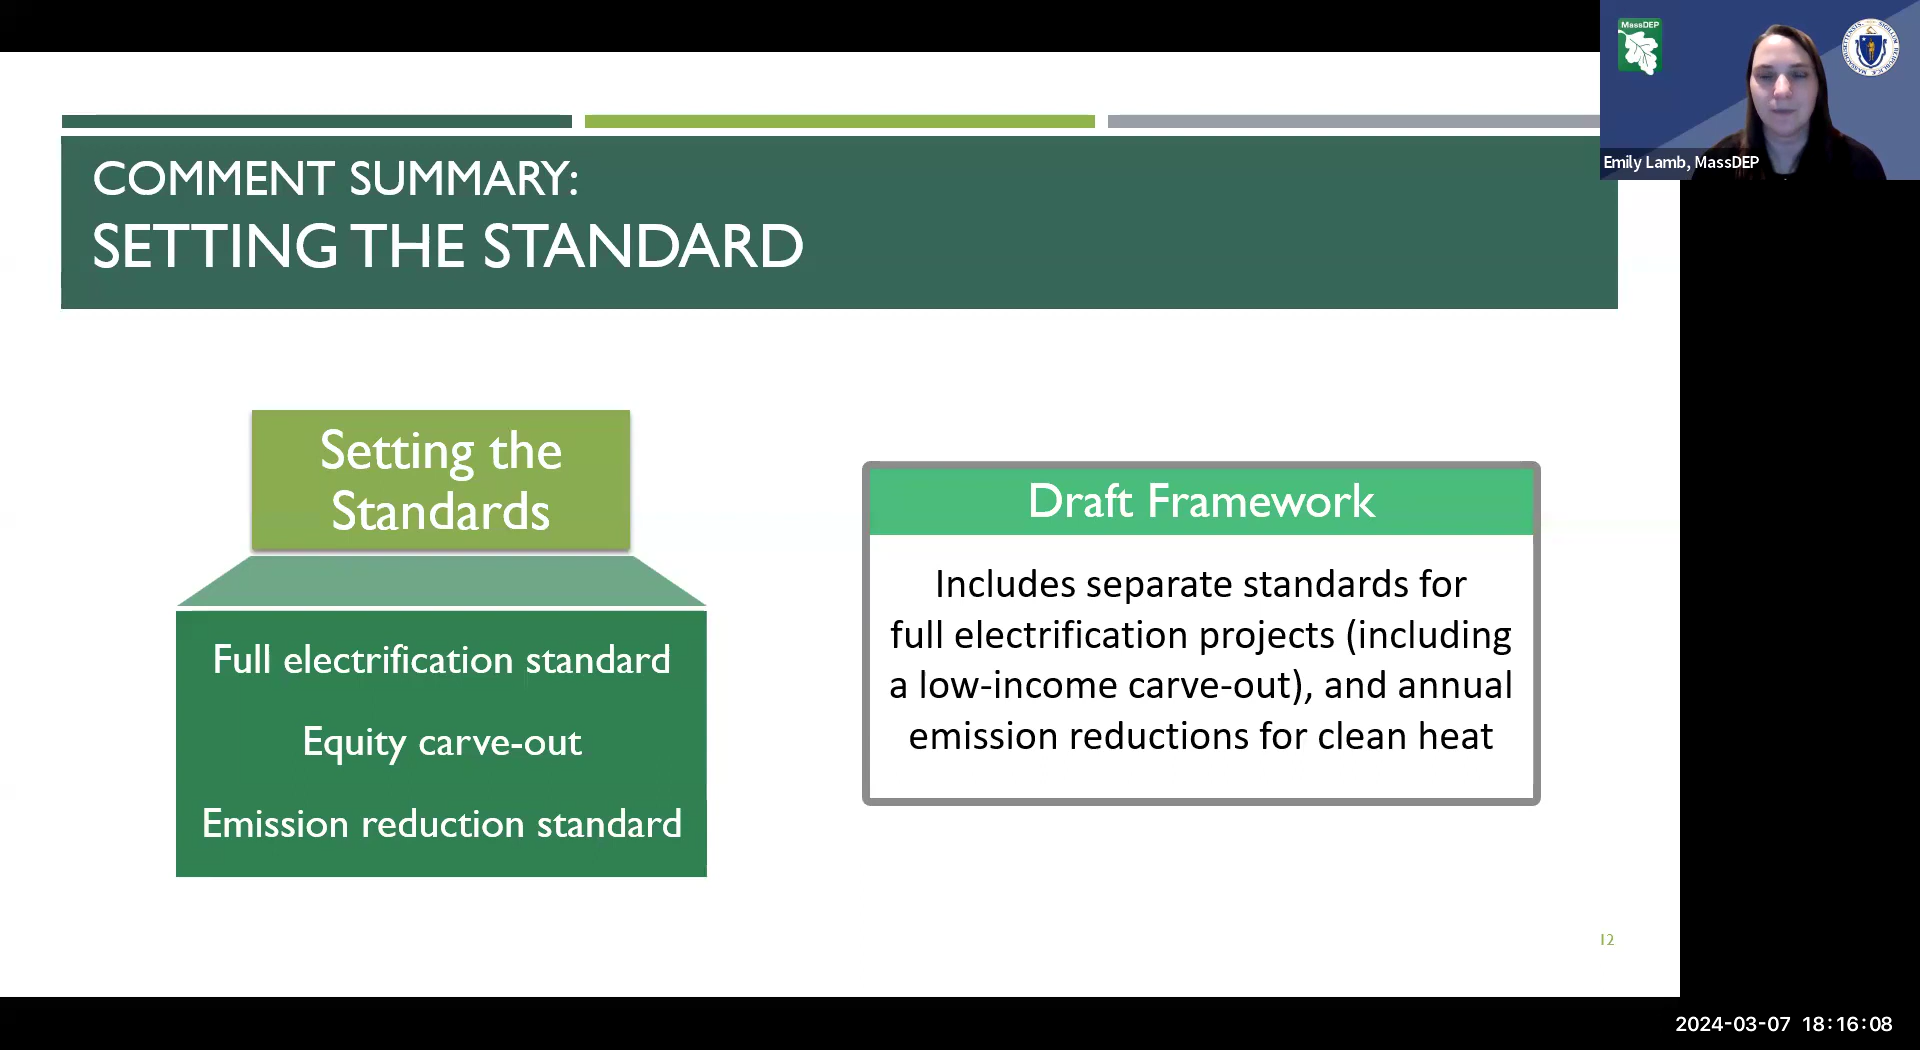 MassDEP
Emily Lamb, MassDEP
COMMENT SUMMARY:
SETTING THE STANDARD
Setting the
Standards
Full electrification standard
Equity carve-out
Emission reduction standard
Draft Framework
Includes separate standards for
full electrification projects (including
a low-income carve-out), and annual
emission reductions for clean heat
12
2024-03-07 18:16:08